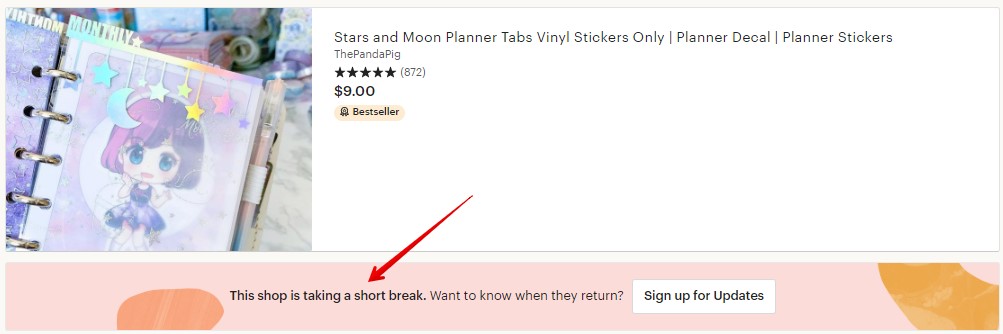 MONTHLY
Stars and Moon Planner Tabs Vinyl Stickers Only | Planner Decal | Planner Stickers
ThePandaPig
★★★★★ (872)
$9.00
Bestseller
This shop is taking a short break. Want to know when they return? Sign up for Updates